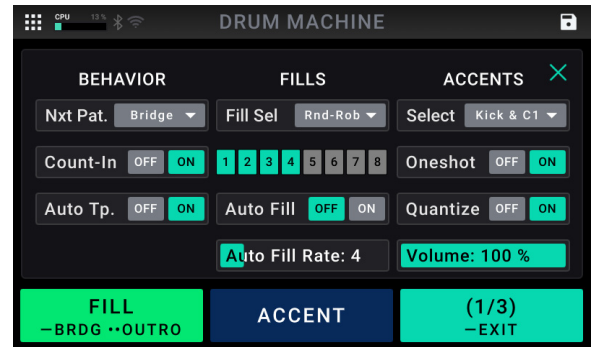 CPU 13 % DRUM MACHINE
BEHAVIOR FILLS ACCENTS
Nxt Pat. Bridge Fill Sel Rnd-Rob Select Kick & C1
Count-In OFF ON 1 2 3 4 5 6 7 8 Oneshot OFF ON
Auto Tp. OFF ON Auto Fill OFF ON Quantize OFF ON
Auto Fill Rate: 4 Volume: 100 %
FILL ACCENT (1/3)
—BRDG ••OUTRO —EXIT